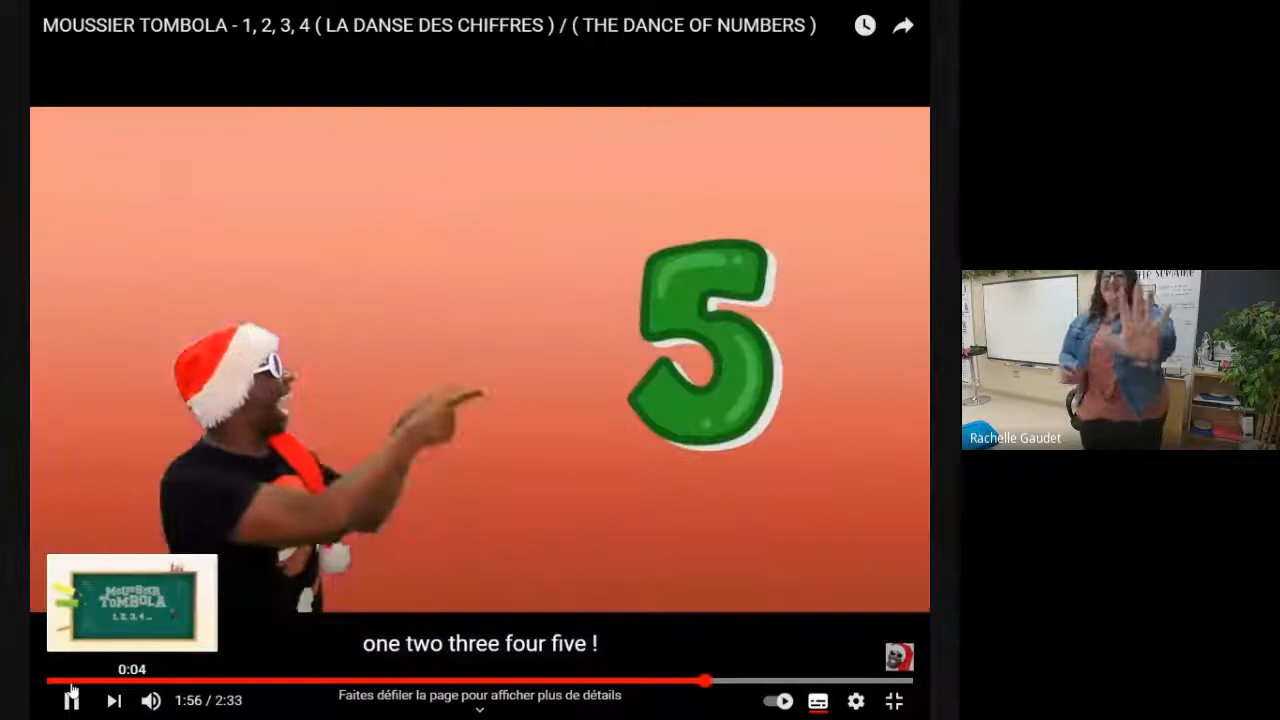 MOUSSIER TOMBOLA - 1, 2, 3, 4 ( LA DANSE DES CHIFFRES ) / ( THE DANCE OF NUMBERS )
5
SEMAINE
Rachelle Gaudet
MOUSSIER
TOMBOLA
1, 2, 3, 4 ...
one two three four five !
0:04
1:56 / 2:33
Faites défiler la page pour afficher plus de détails